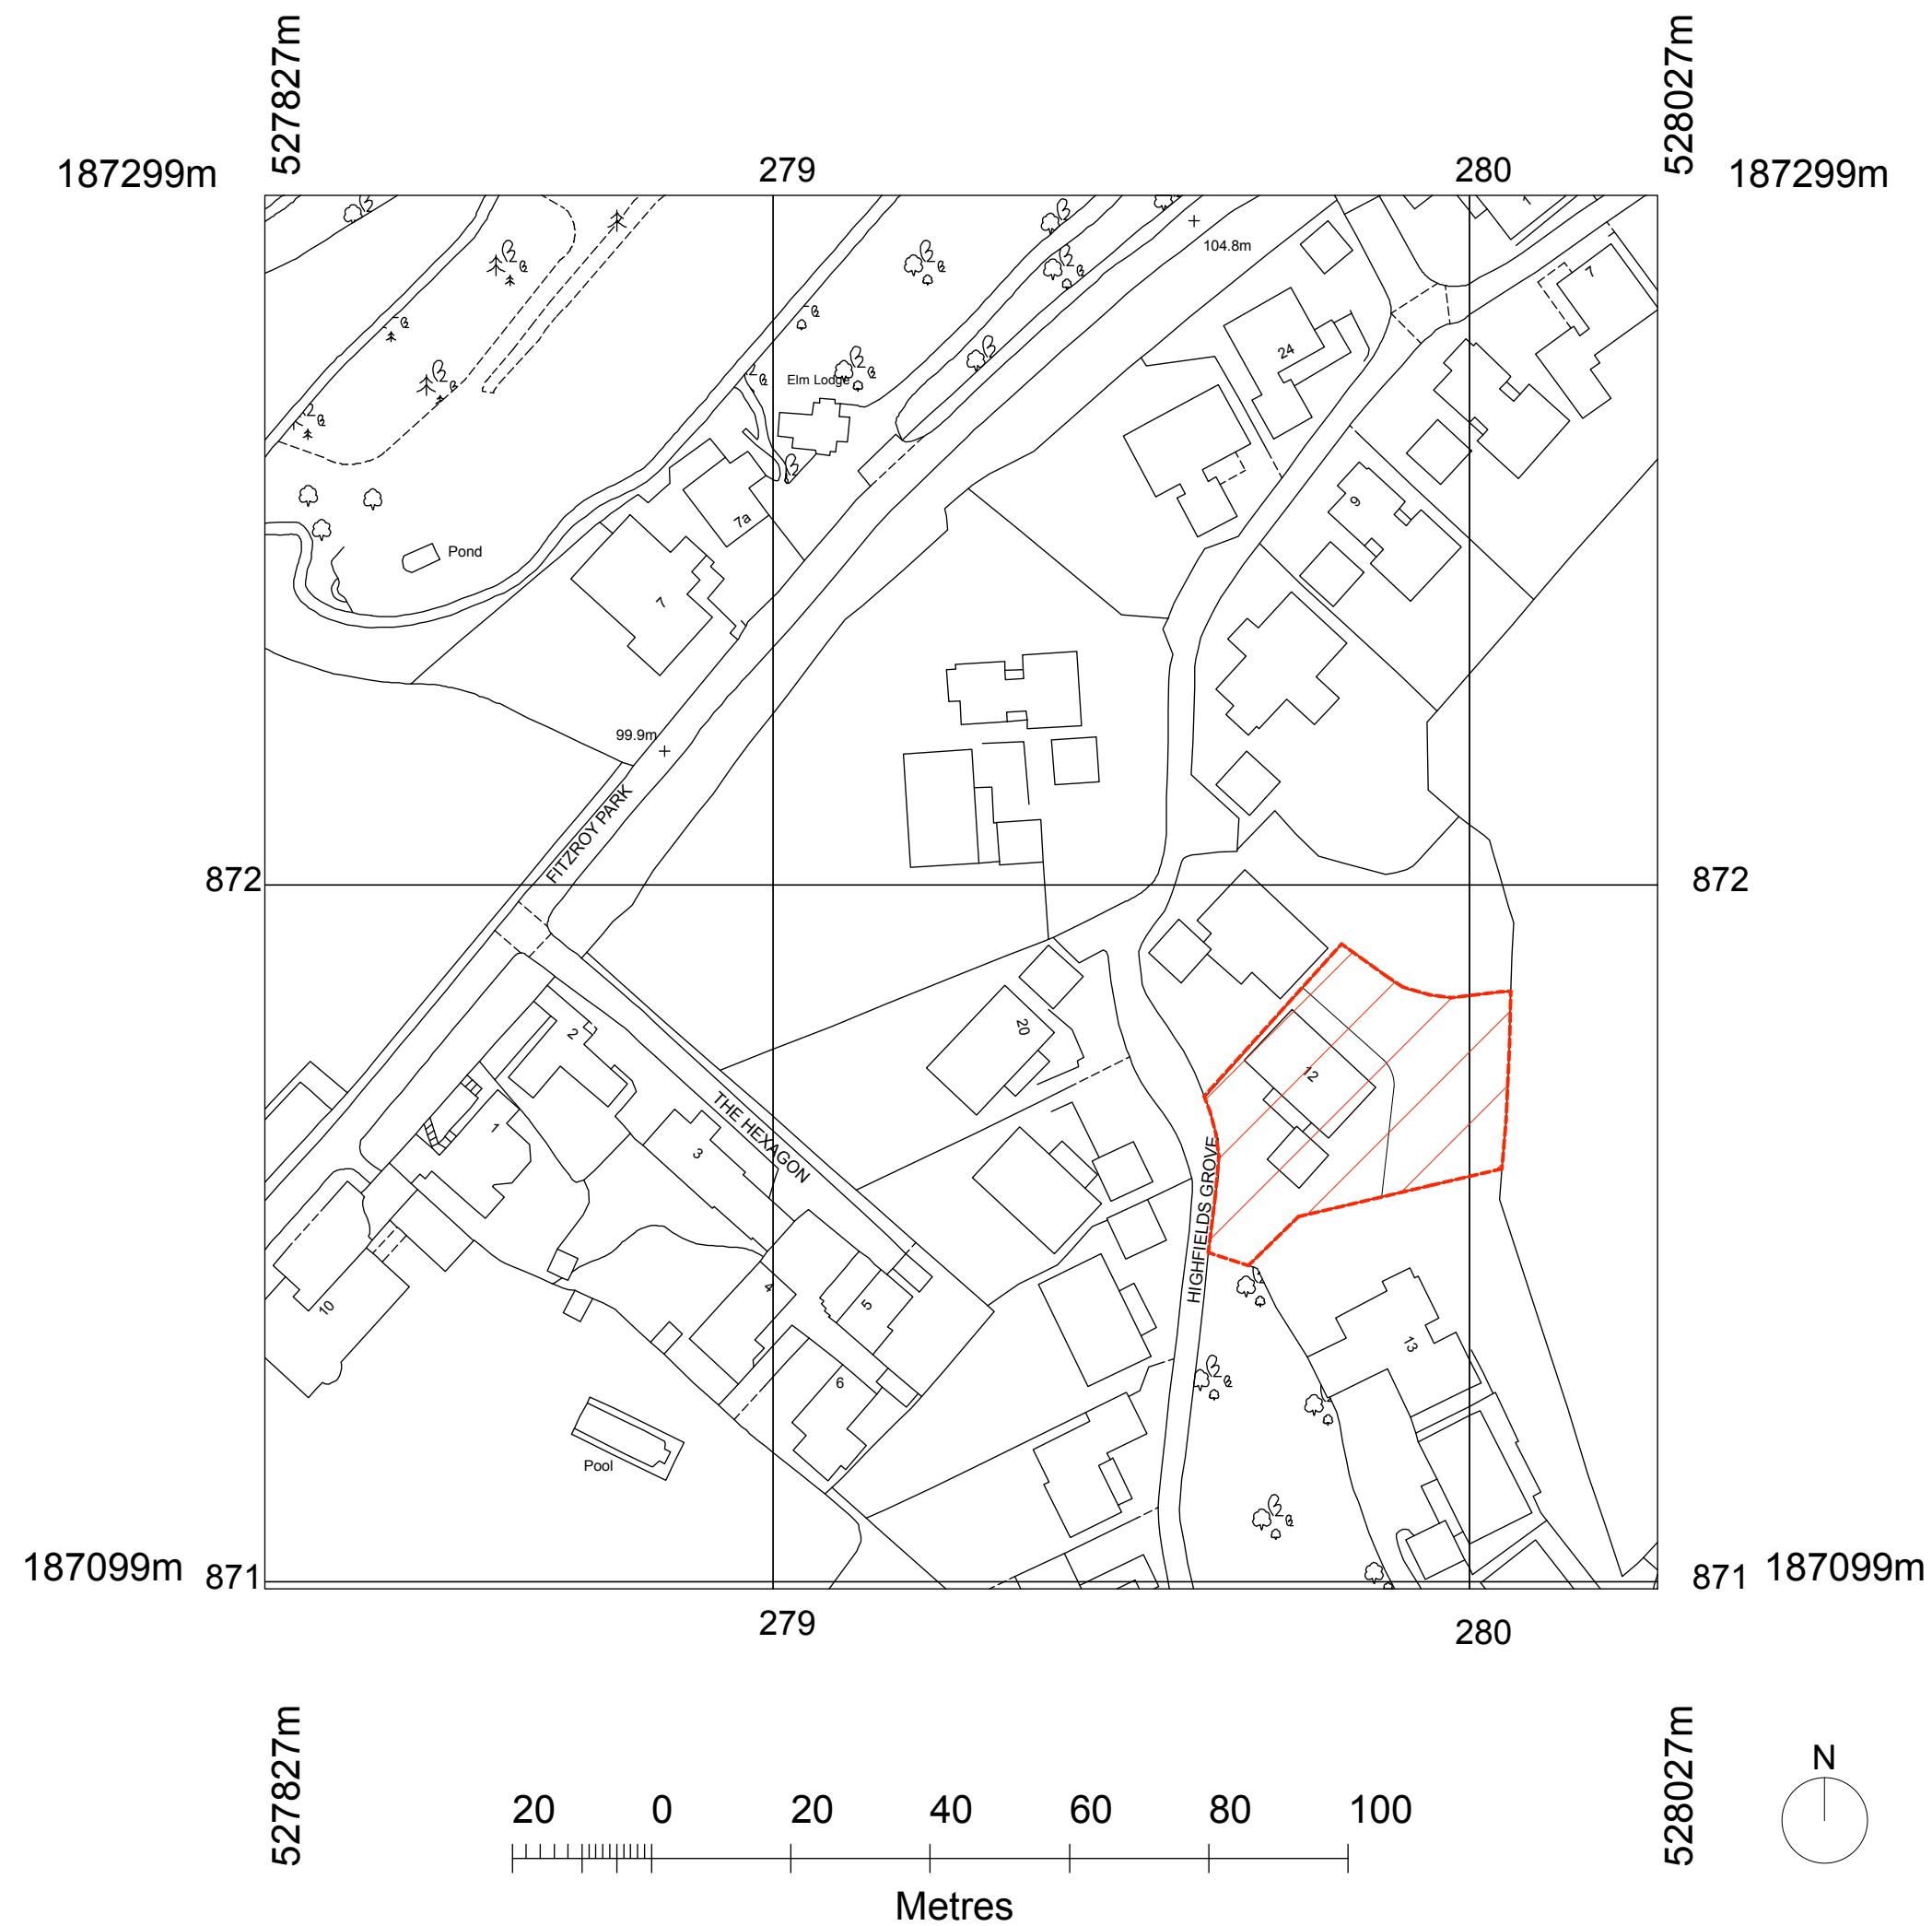 527827m
528027m
187299m
279
280
187299m
104.8m
1
7
24
Elm Lodge
9
7a
Pond
7
99.9m
FITZROY PARK
872
872
20
2
12
1
3
THE HEXAGON
HIGHFIELDS GROVE
10
4
5
13
6
Pool
187099m
871
871
187099m
279
280
527827m
528027m
N
20
0
20
40
60
80
100
Metres